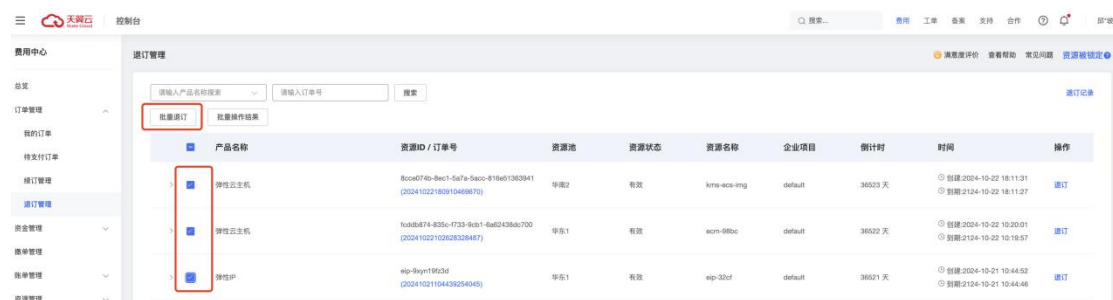 天翼云 控制台 搜索... 费用 工单 备案 支持 合作
费用中心
退订管理 满意度评价 查看帮助 常见问题 资源被锁定
总览
请输入产品名称搜索 请输入订单号 搜索 退订记录
订单管理
批量退订 批量操作结果
我的订单
待支付订单
产品名称 资源ID / 订单号 资源池 资源状态 资源名称 企业项目 倒计时 时间 操作
续订管理
退订管理
弹性云主机 8cce074b-8ec1-5a7a-5acc-816e51363941 华南2 有效 kms-ecs-img default 36523 天 创建:2024-10-22 18:11:31 退订
(20241022180910469670) 到期:2124-10-22 18:11:27
资金管理
弹性云主机 fcddb874-835c-f733-9cb1-6a62438dc700 华东1 有效 ecm-98bc default 36522 天 创建:2024-10-22 10:20:01 退订
(20241022102628328487) 到期:2124-10-22 10:19:57
账单管理
弹性IP eip-9xyn19fz3d 华东1 有效 eip-32cf default 36521 天 创建:2024-10-21 10:44:52 退订
(20241021104439254045) 到期:2124-10-21 10:44:46